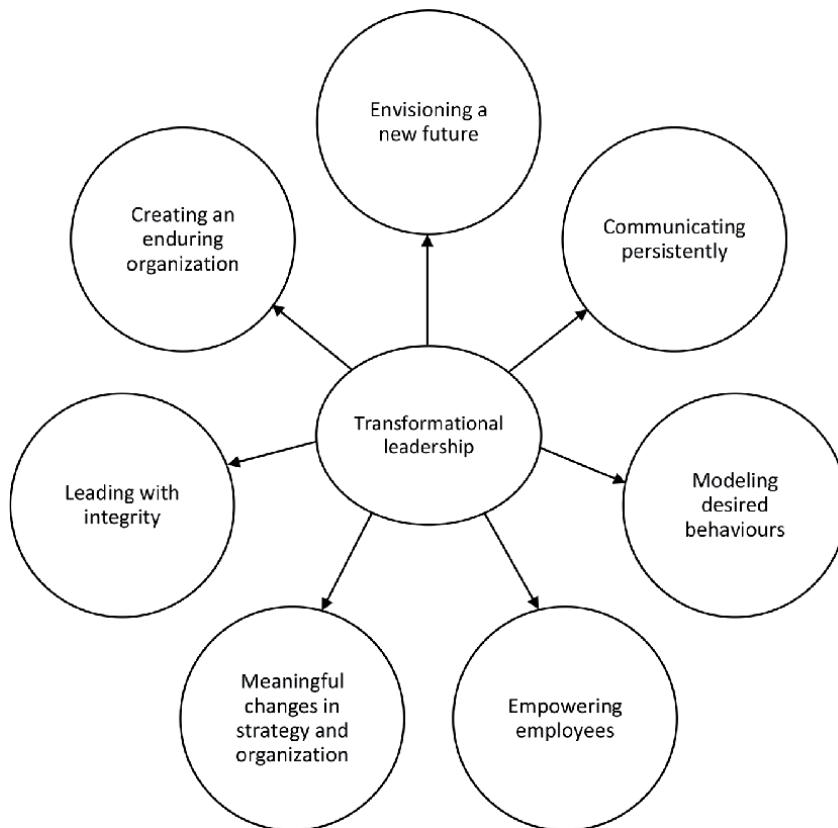 Envisioning a
new future
Communicating
persistently
Modeling
desired
behaviours
Empowering
employees
Meaningful
changes in
strategy and
organization
Leading with
integrity
Creating an
enduring
organization
Transformational
leadership